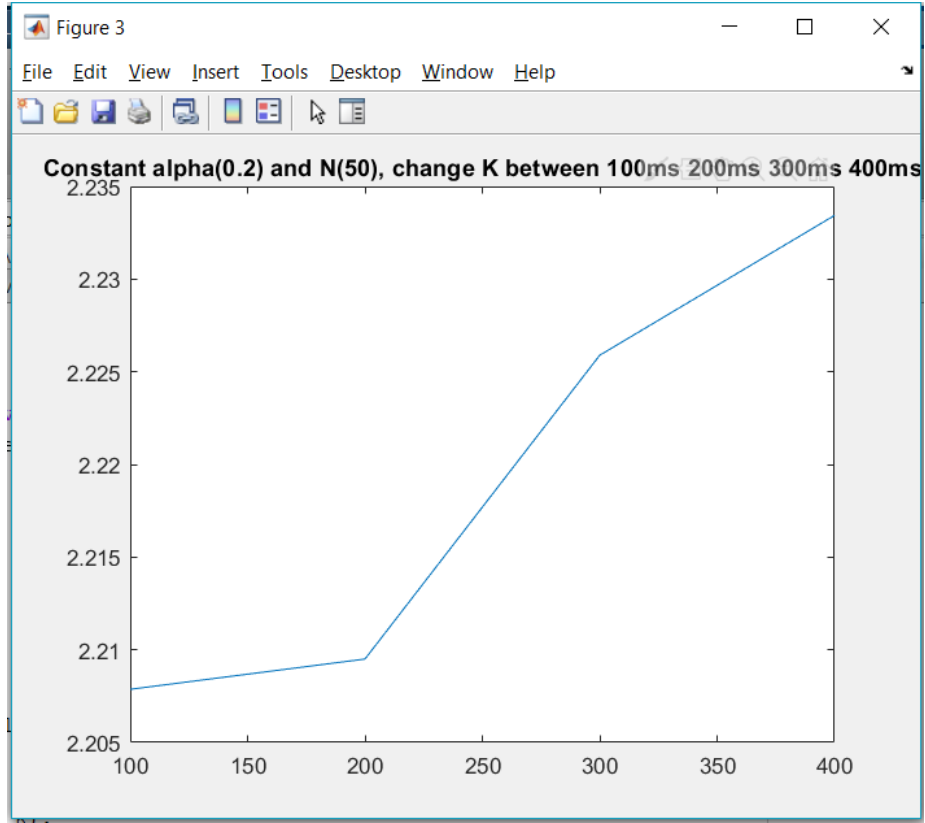 Figure 3
File Edit View Insert Tools Desktop Window Help
Constant alpha(0.2) and N(50), change K between 100ms 200ms 300ms 400ms
2.235
2.23
2.225
2.22
2.215
2.21
2.205
100 150 200 250 300 350 400